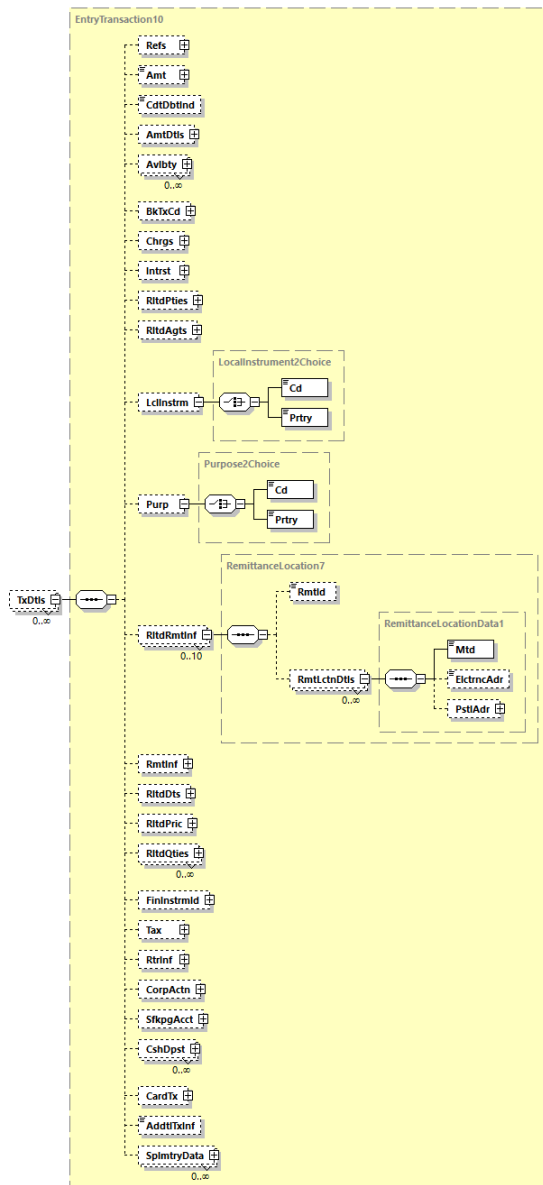 EntryTransaction10
Refs
Amt
CdtDbtInd
AmtDtls
Avlbty
0..∞
BkTxCd
Chrgs
Intrst
RltdPties
RltdAgts
LocalInstrument2Choice
LclInstrm
Cd
Prtry
Purpose2Choice
Purp
Cd
Prtry
TxDtls
0..∞
RemittanceLocation7
RltdRmtInf
0..10
RmtId
RmtLctnDtls
0..∞
RemittanceLocationData1
Mtd
ElctrncAdr
PstlAdr
RmtInf
RltdDts
RltdPric
RltdQties
0..∞
FinInstrmId
Tax
RtrInf
CorpActn
SfkpgAcct
CshDpst
0..∞
CardTx
AddtlTxInf
SplmtryData
0..∞